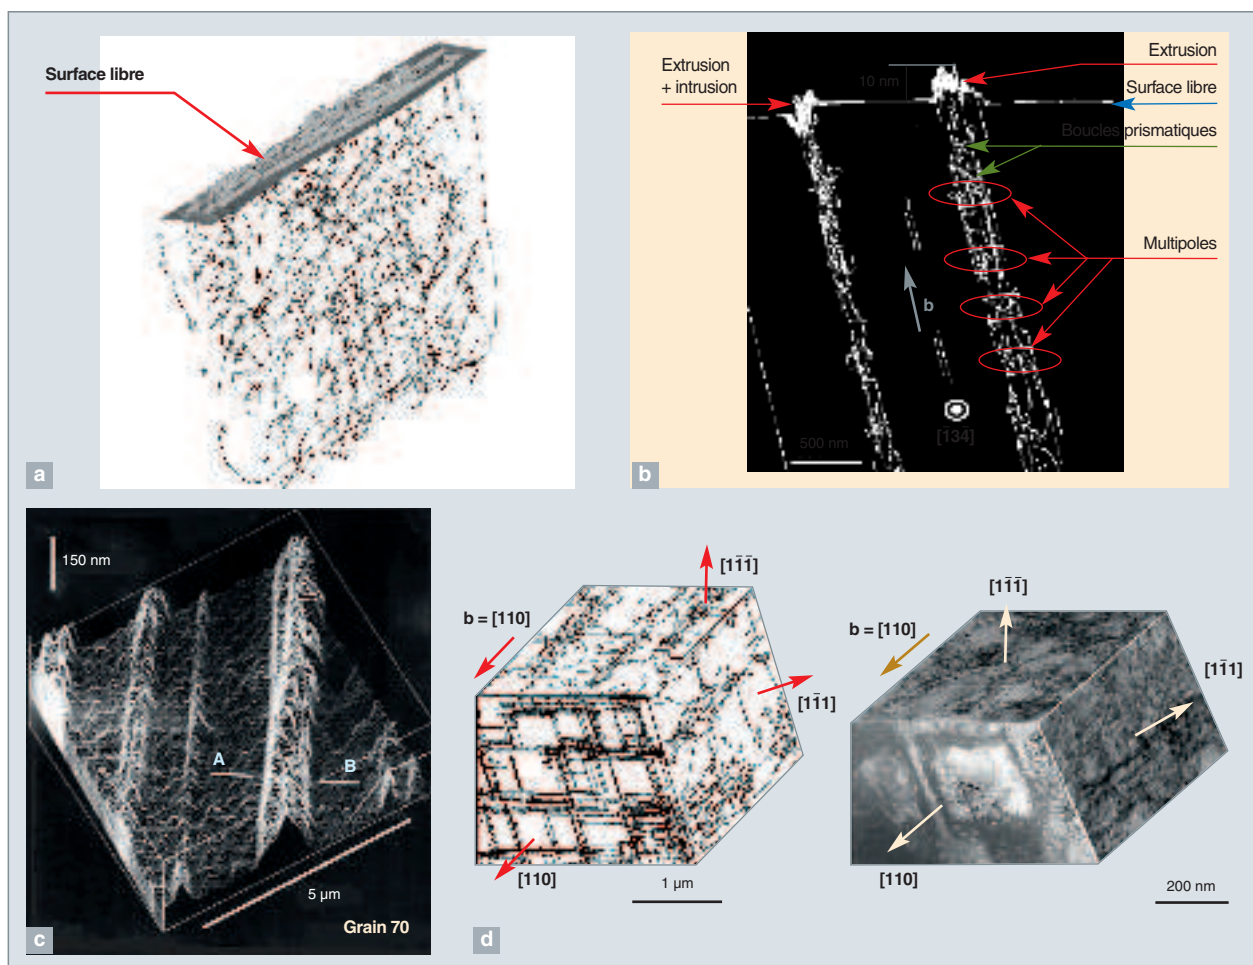 Surface libre
a
Extrusion
+ intrusion
10 nm
Extrusion
Surface libre
Boucles prismatiques
Multipoles
b
500 nm
[1̄34̄]
b
150 nm
A
B
5 µm
Grain 70
c
[11̄1̄]
b = [110]
[11̄1]
[110]
1 µm
d
[11̄1̄]
b = [110]
[11̄1]
[110]
200 nm